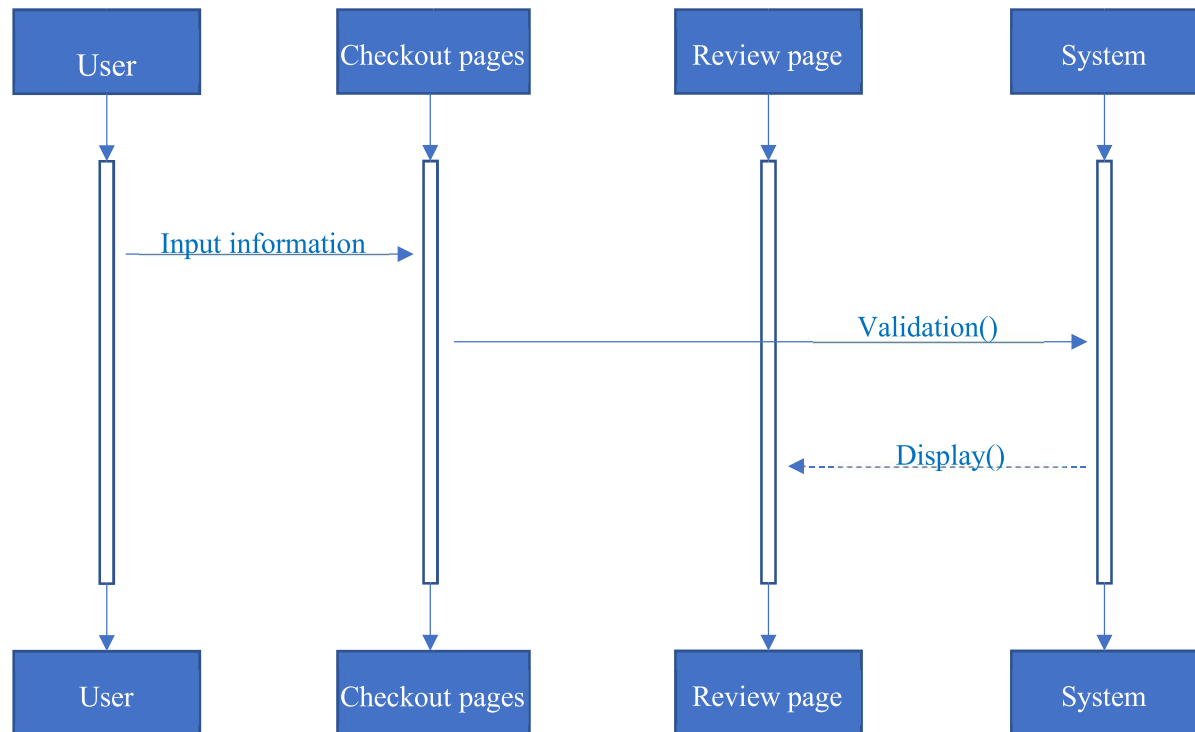 User
Checkout pages
Review page
System
Input information
Validation()
Display()
User
Checkout pages
Review page
System